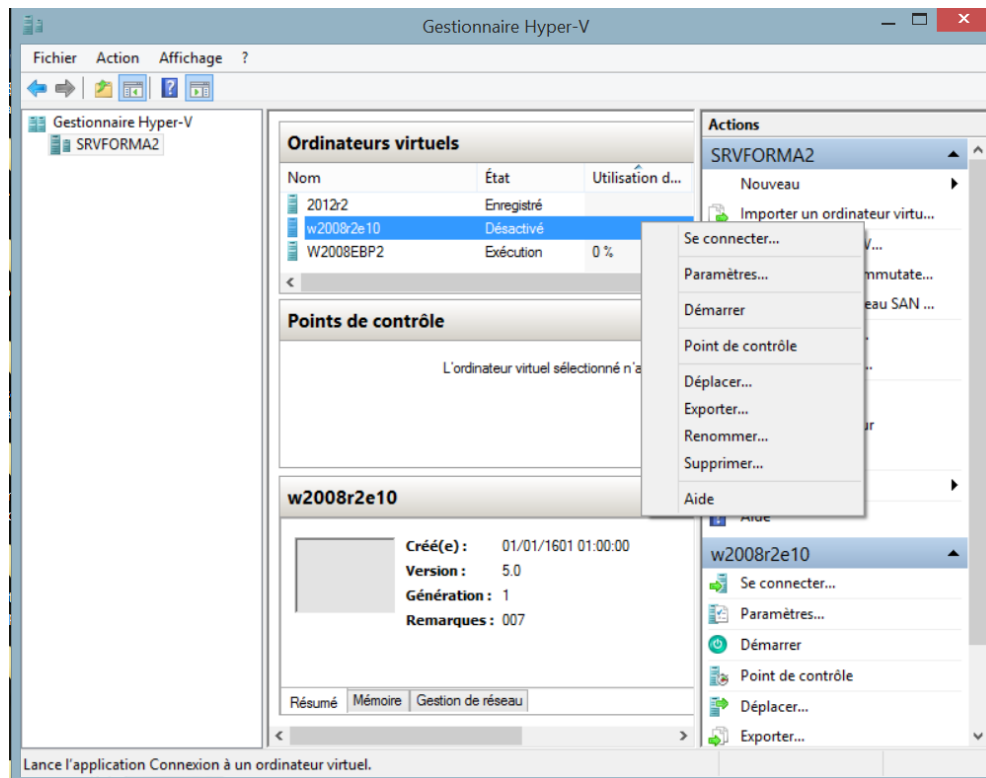 Gestionnaire Hyper-V
Fichier Action Affichage ?
Gestionnaire Hyper-V
SRVFORMA2
Ordinateurs virtuels
Nom État Utilisation d...
2012r2 Enregistré
w2008r2e10 Désactivé
W2008EBP2 Exécution 0 %
Points de contrôle
L'ordinateur virtuel sélectionné n'a
w2008r2e10
Créé(e) : 01/01/1601 01:00:00
Version : 5.0
Génération : 1
Remarques : 007
Résumé Mémoire Gestion de réseau
Se connecter...
Paramètres...
Démarrer
Point de contrôle
Déplacer...
Exporter...
Renommer...
Supprimer...
Aide
Actions
SRVFORMA2
Nouveau
Importer un ordinateur virtu...
mmutate...
eau SAN ...
Aide
w2008r2e10
Se connecter...
Paramètres...
Démarrer
Point de contrôle
Déplacer...
Exporter...
Lance l'application Connexion à un ordinateur virtuel.